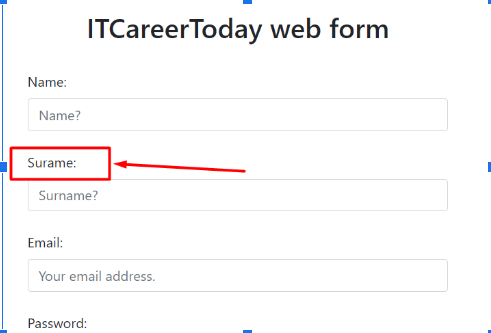 ITCareerToday web form
Name:
Name?
Surame:
Surname?
Email:
Your email address.
Password: